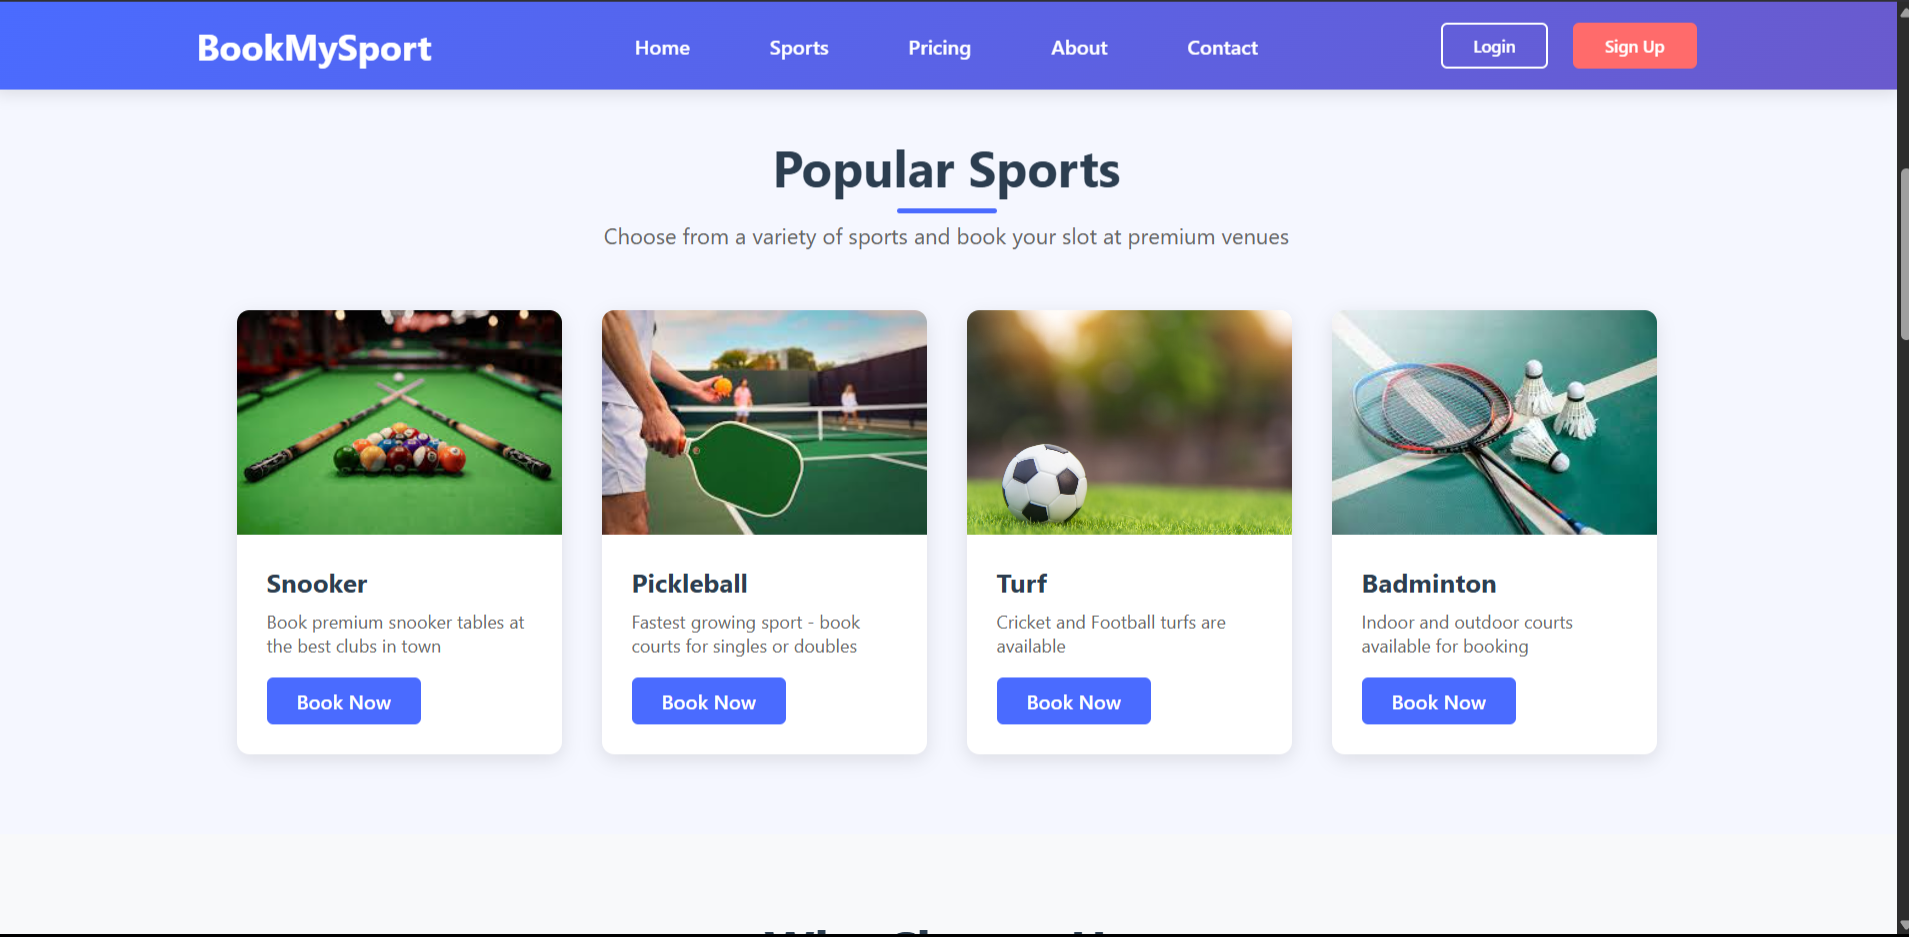 BookMySport
Home
Sports
Pricing
About
Contact
Login
Sign Up
Popular Sports
Choose from a variety of sports and book your slot at premium venues
Snooker
Book premium snooker tables at
the best clubs in town
Book Now
Pickleball
Fastest growing sport - book
courts for singles or doubles
Book Now
Turf
Cricket and Football turfs are
available
Book Now
Badminton
Indoor and outdoor courts
available for booking
Book Now